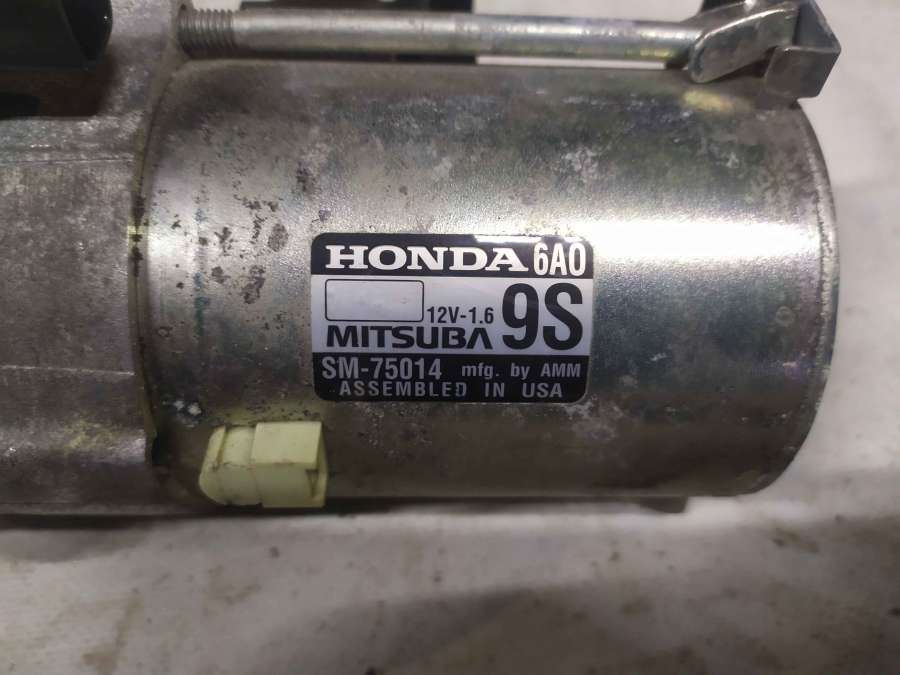 HONDA 6A0
12V-1.6 9S
MITSUBA
SM-75014 mfg. by AMM
ASSEMBLED IN USA